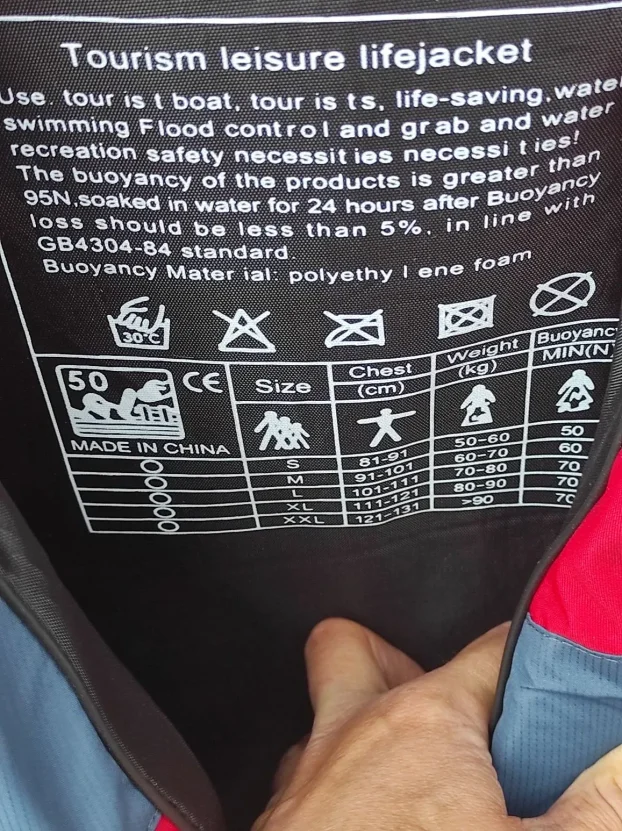 Tourism leisure lifejacket
Use. tour is t boat, tour is ts, life-saving,wate
swimming Flood control and grab and water
recreation safety necessit ies necessi t ies!
The buoyancy of the products is greater than
95N,soaked in water for 24 hours after Buoyancy
loss should be less than 5%, in line with
GB4304-84 standard.
Buoyancy Mater ial: polyethy l ene foam
30°C
50 CE
MADE IN CHINA
Size Chest (cm) Weight (kg) Buoyanc MIN(N)
S 81-91 50-60 50
M 91-101 60-70 60
L 101-111 70-80 70
XL 111-121 80-90 70
XXL 121-131 >90 70